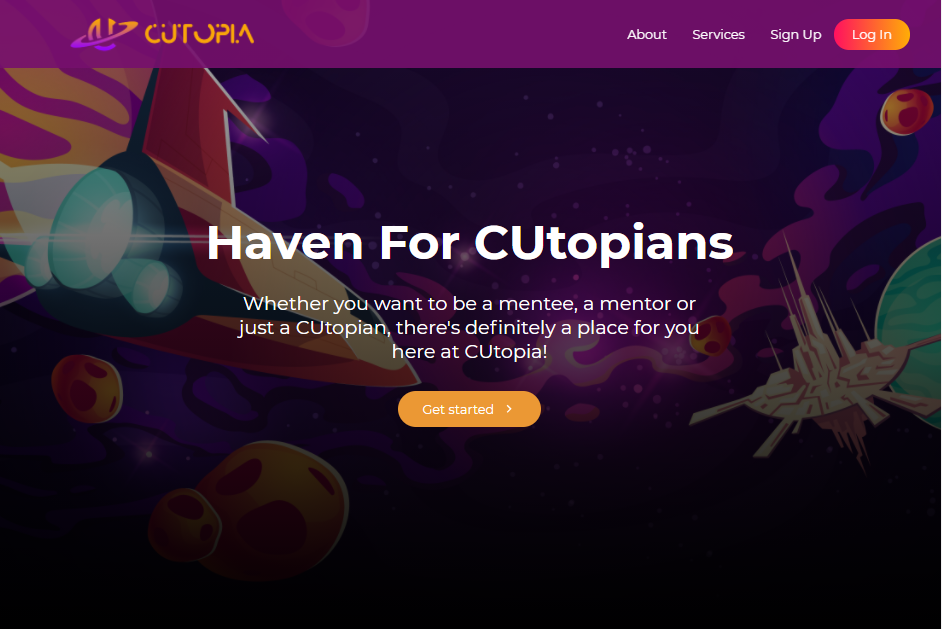 CUTOPIA
About
Services
Sign Up
Log In
Haven For CUtopians
Whether you want to be a mentee, a mentor or
just a CUtopian, there's definitely a place for you
here at CUtopia!
Get started